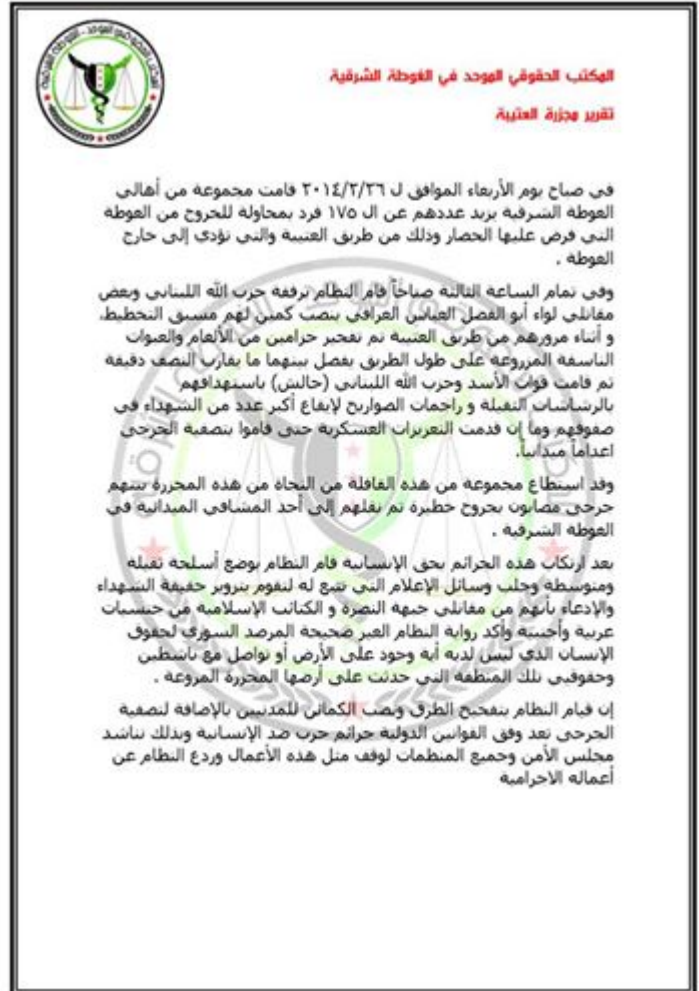 المكتب الحقوقي الموحد في الغوطة الشرقية
تقرير مجزرة العتيبة
في صباح يوم الأربعاء الموافق ل ٢٠١٤/٢/٢٦ قامت مجموعة من أهالي
الغوطة الشرقية يزيد عددهم عن ال ١٧٥ فرد بمحاولة للخروج من الغوطة
التي فرض عليها الحصار وذلك من طريق العتيبة والتي تؤدي إلى خارج
الغوطة .
وفي تمام الساعة الثالثة صباحاً قام النظام برفقة حزب الله اللبناني وبعض
مقاتلي لواء أبو الفضل العباس العراقي بنصب كمين لهم مسبق التخطيط،
و أثناء مرورهم من طريق العتيبة تم تفجير حزامين من الألغام والعبوات
الناسفة المزروعة على طول الطريق يفصل بينهما ما يقارب النصف دقيقة
ثم قامت قوات الأسد وحزب الله اللبناني (حالش) باستهدافهم
بالرشاشات الثقيلة و راجمات الصواريخ لإيقاع أكبر عدد من الشهداء في
صفوفهم وما إن قدمت التعزيزات العسكرية حتى قاموا بتصفية الجرحى
اعداماً ميدانياً.
وقد استطاع مجموعة من هذه القافلة من النجاة من هذه المجزرة بينهم
جرحى مصابون بجروح خطيرة تم نقلهم إلى أحد المشافي الميدانية في
الغوطة الشرقية .
بعد ارتكاب هذه الجرائم بحق الإنسانية قام النظام بوضع أسلحة ثقيلة
ومتوسطة وجلب وسائل الإعلام التي تتبع له لتقوم بتزوير حقيقة الشهداء
والإدعاء بأنهم من مقاتلي جبهة النصرة و الكتائب الإسلامية من جنسيات
عربية وأجنبية وأكد رواية النظام الغير صحيحة المرصد السوري لحقوق
الإنسان الذي ليس لديه أية وجود على الأرض أو تواصل مع ناشطين
وحقوقيي تلك المنطقة التي حدثت على أرضها المجزرة المروعة .
إن قيام النظام بتفخيخ الطرق ونصب الكمائن للمدنيين بالإضافة لتصفية
الجرحى تعد وفق القوانين الدولية جرائم حرب ضد الإنسانية وبذلك نناشد
مجلس الأمن وجميع المنظمات لوقف مثل هذه الأعمال وردع النظام عن
أعماله الاجرامية